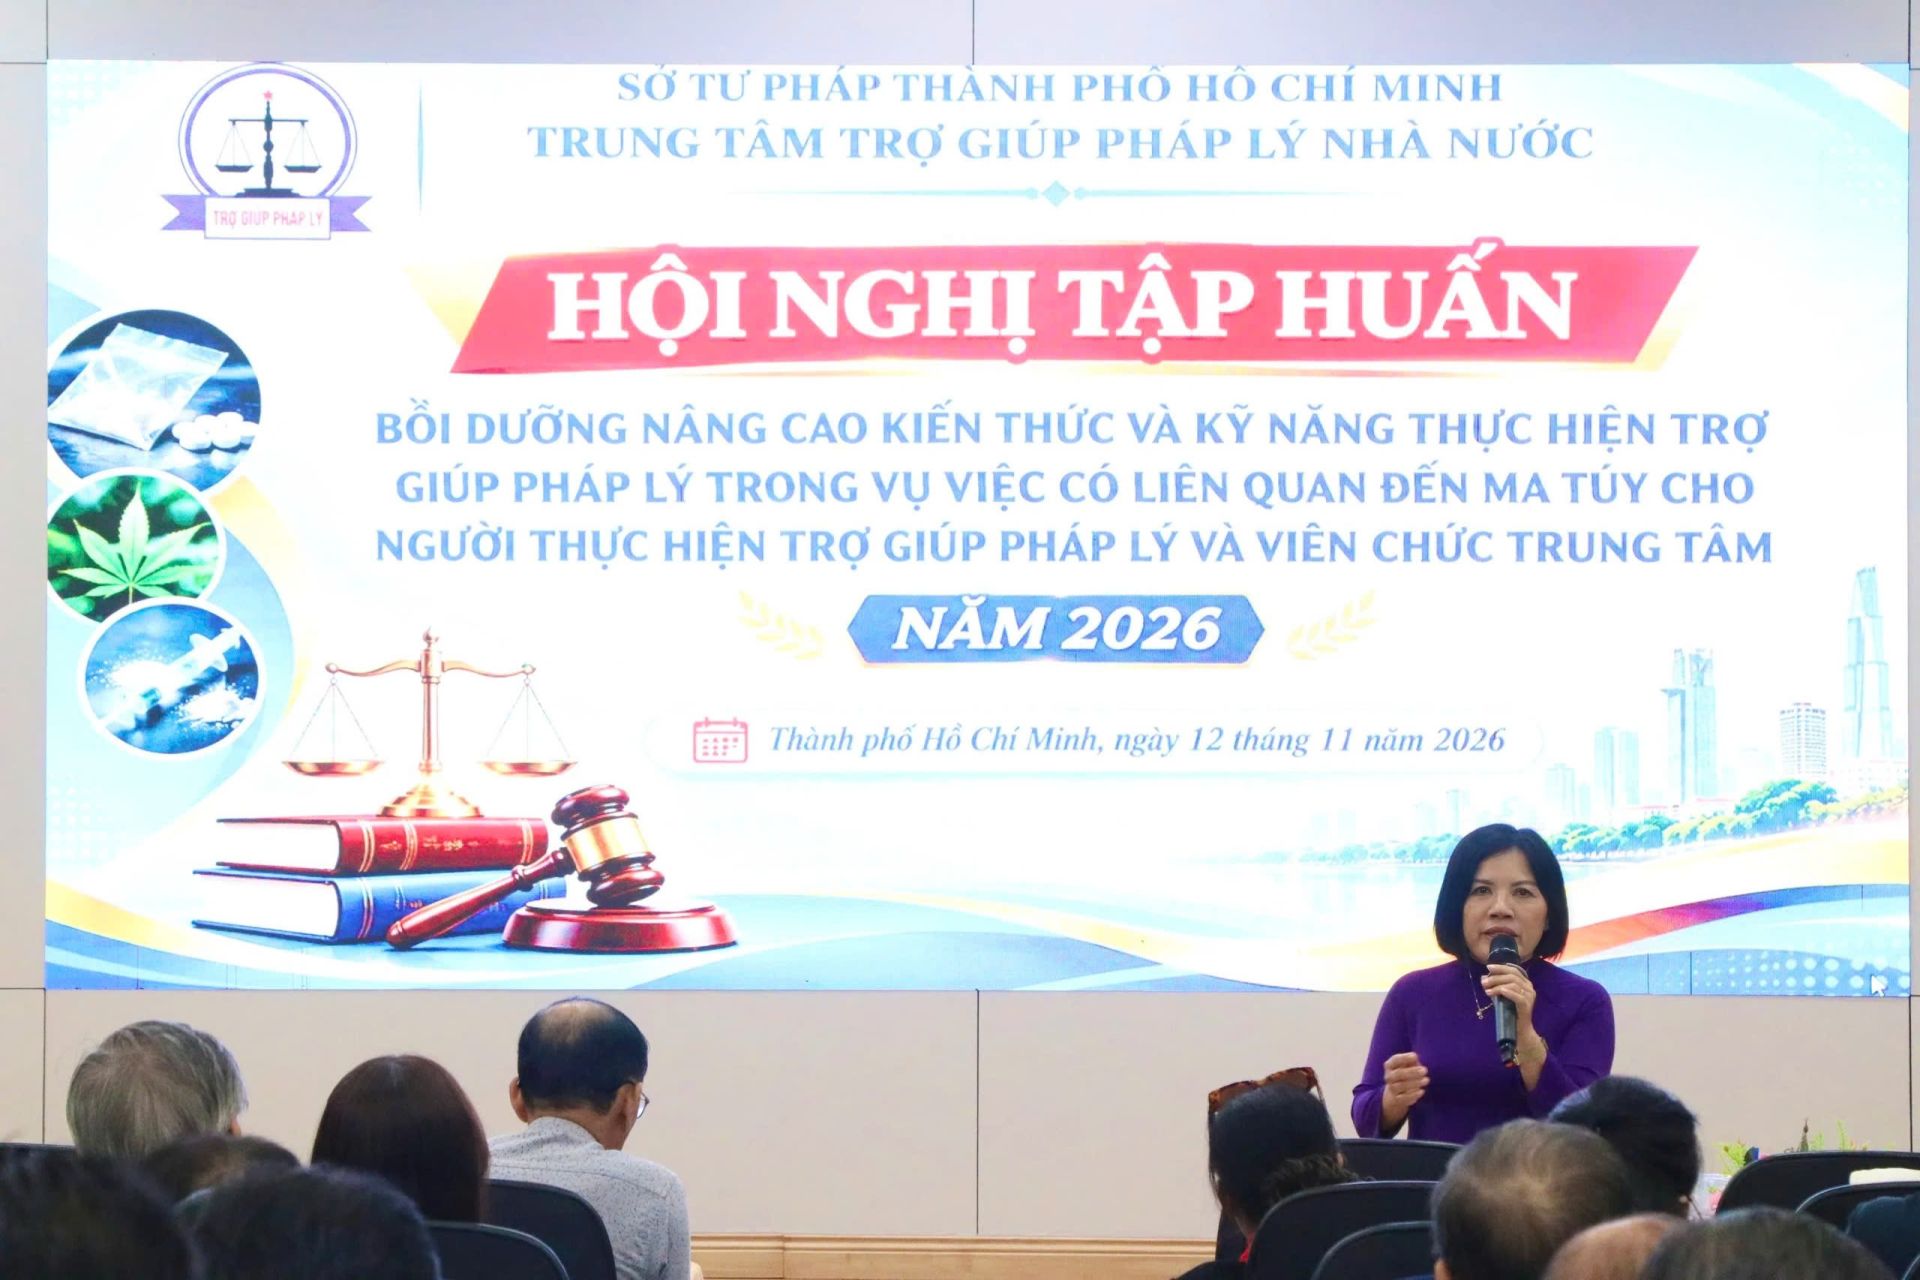 SỞ TƯ PHÁP THÀNH PHỐ HỒ CHÍ MINH
TRUNG TÂM TRỢ GIÚP PHÁP LÝ NHÀ NƯỚC
TRỢ GIÚP PHÁP LÝ
HỘI NGHỊ TẬP HUẤN
BỒI DƯỠNG NÂNG CAO KIẾN THỨC VÀ KỸ NĂNG THỰC HIỆN TRỢ
GIÚP PHÁP LÝ TRONG VỤ VIỆC CÓ LIÊN QUAN ĐẾN MA TÚY CHO
NGƯỜI THỰC HIỆN TRỢ GIÚP PHÁP LÝ VÀ VIÊN CHỨC TRUNG TÂM
NĂM 2026
Thành phố Hồ Chí Minh, ngày 12 tháng 11 năm 2026